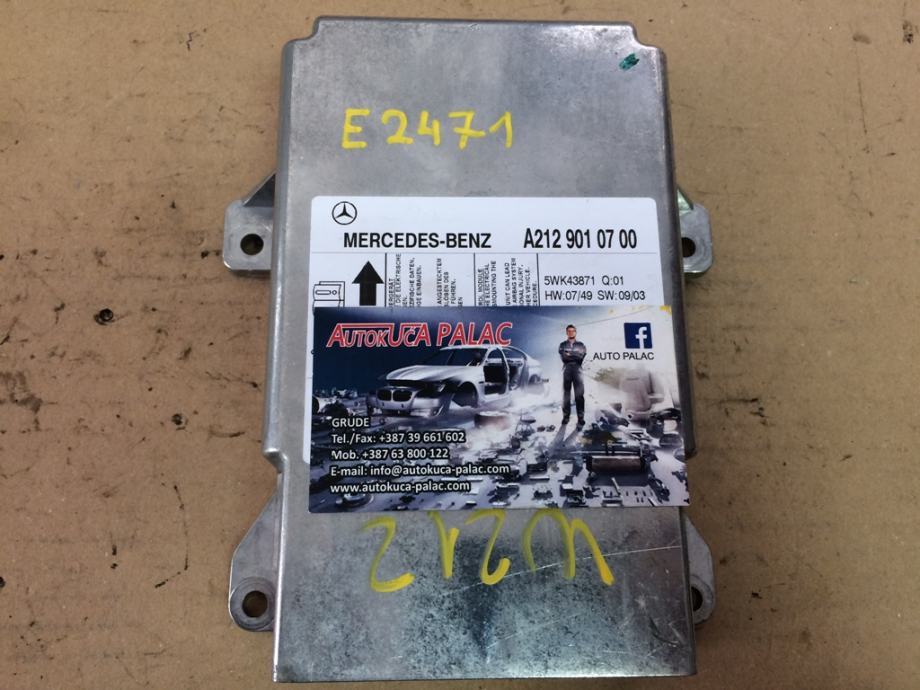 E2471
MERCEDES-BENZ A212 901 07 00
5WK43871 Q:01
HW:07/49 SW:09/03
AUTOKUĆA PALAC
f
AUTO PALAC
GRUDE
Tel./Fax: +387 39 661 602
Mob. +387 63 800 122
E-mail: info@autokuca-palac.com
www.autokuca-palac.com
W212